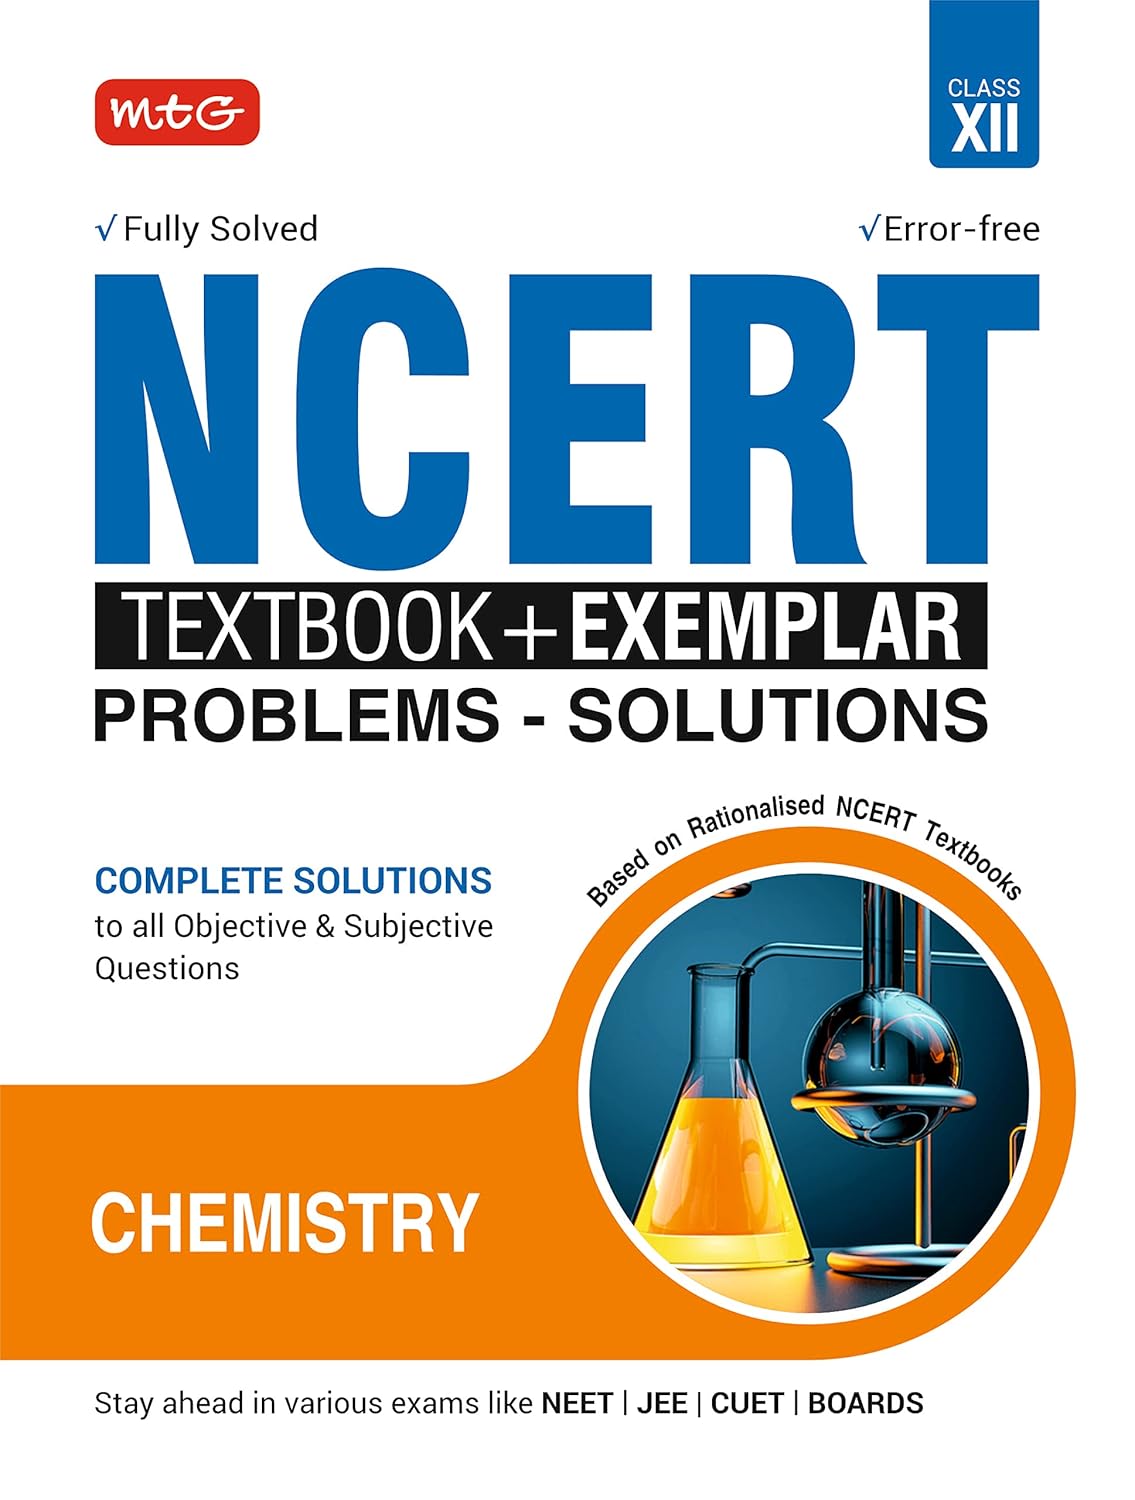 mtG
CLASS
XII
√ Fully Solved
√ Error-free
NCERT
TEXTBOOK + EXEMPLAR
PROBLEMS - SOLUTIONS
Based on Rationalised NCERT Textbooks
COMPLETE SOLUTIONS
to all Objective & Subjective
Questions
CHEMISTRY
Stay ahead in various exams like NEET | JEE | CUET | BOARDS